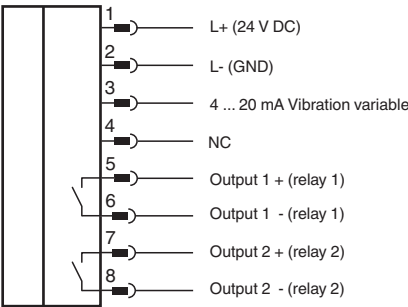 1 L+ (24 V DC)
2 L- (GND)
3 4 ... 20 mA Vibration variable
4 NC
5 Output 1 + (relay 1)
6 Output 1 - (relay 1)
7 Output 2 + (relay 2)
8 Output 2 - (relay 2)